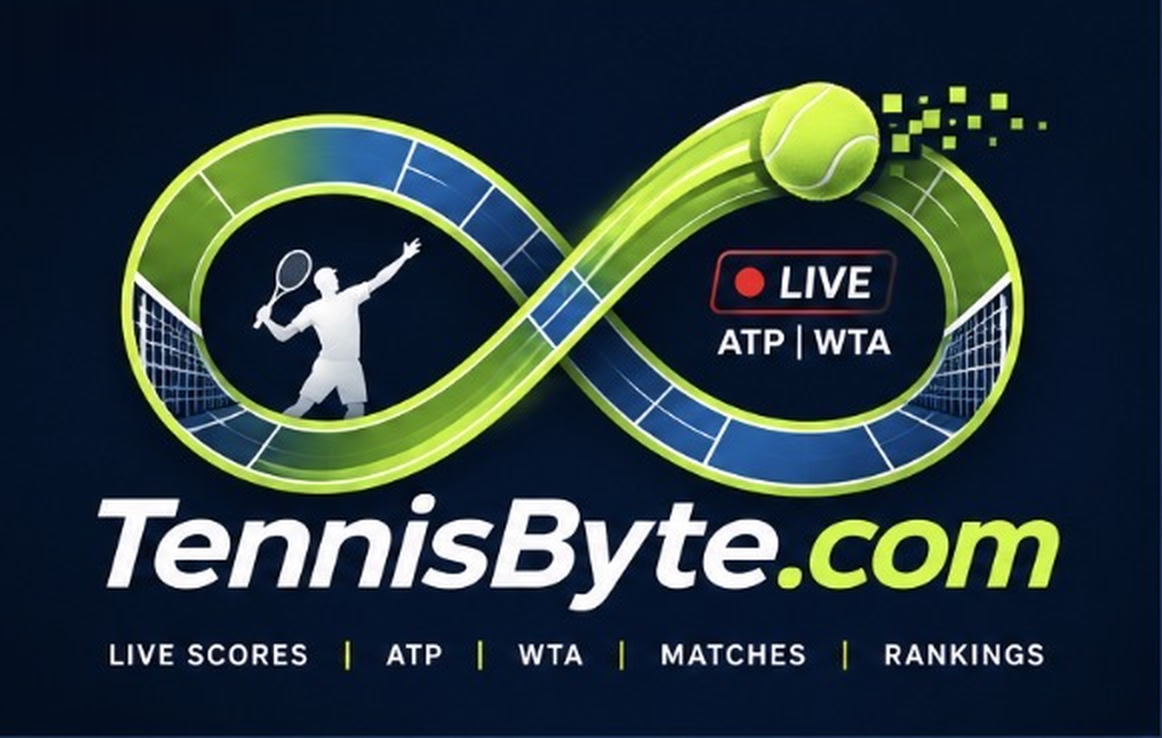 LIVE
ATP | WTA
TennisByte.com
LIVE SCORES | ATP | WTA | MATCHES | RANKINGS